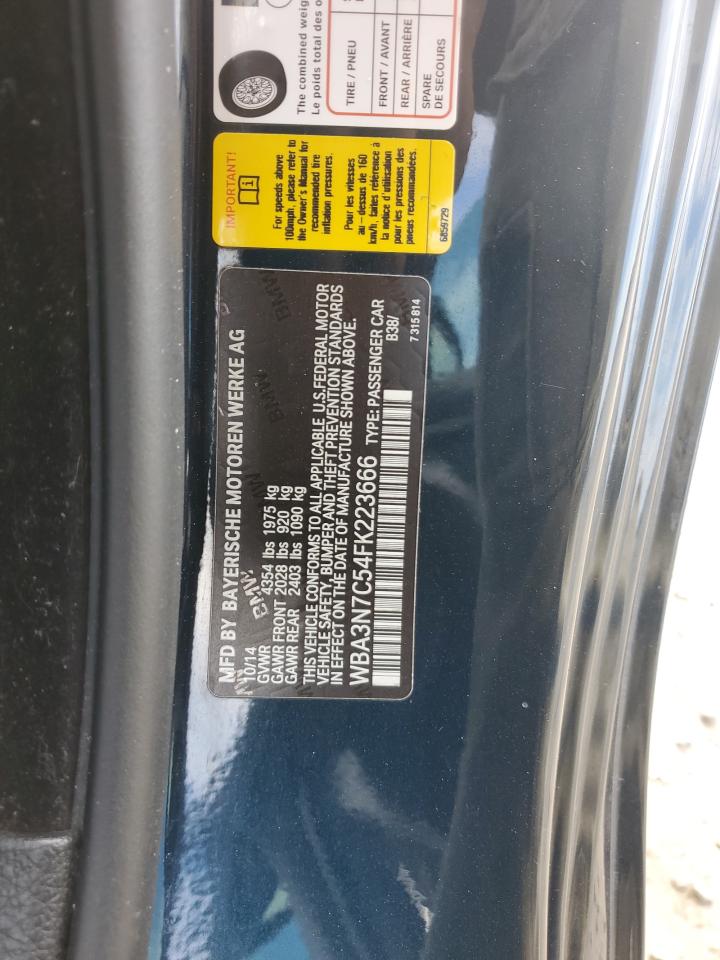 MFD BY BAYERISCHE MOTOREN WERKE AG
10/14
GVWR 4354 lbs 1975 kg
GAWR FRONT 2028 lbs 920 kg
GAWR REAR 2403 lbs 1090 kg
THIS VEHICLE CONFORMS TO ALL APPLICABLE U.S.FEDERAL MOTOR
VEHICLE SAFETY, BUMPER AND THEFT PREVENTION STANDARDS
IN EFFECT ON THE DATE OF MANUFACTURE SHOWN ABOVE.
WBA3N7C54FK223666 TYPE: PASSENGER CAR
B38/
7 315 814
IMPORTANT!
For speeds above
100mph, please refer to
the Owner's Manual for
recommended tire
inflation pressures.
Pour les vitesses
au – dessus de 160
km/h, faites référence à
la notice d'utilisation
pour les pressions des
pneus recommandées.
6859729
The combined
Le poids total des
TIRE / PNEU
FRONT / AVANT
REAR / ARRIÈRE
SPARE
DE SECOURS
BMW
BMW
BMW